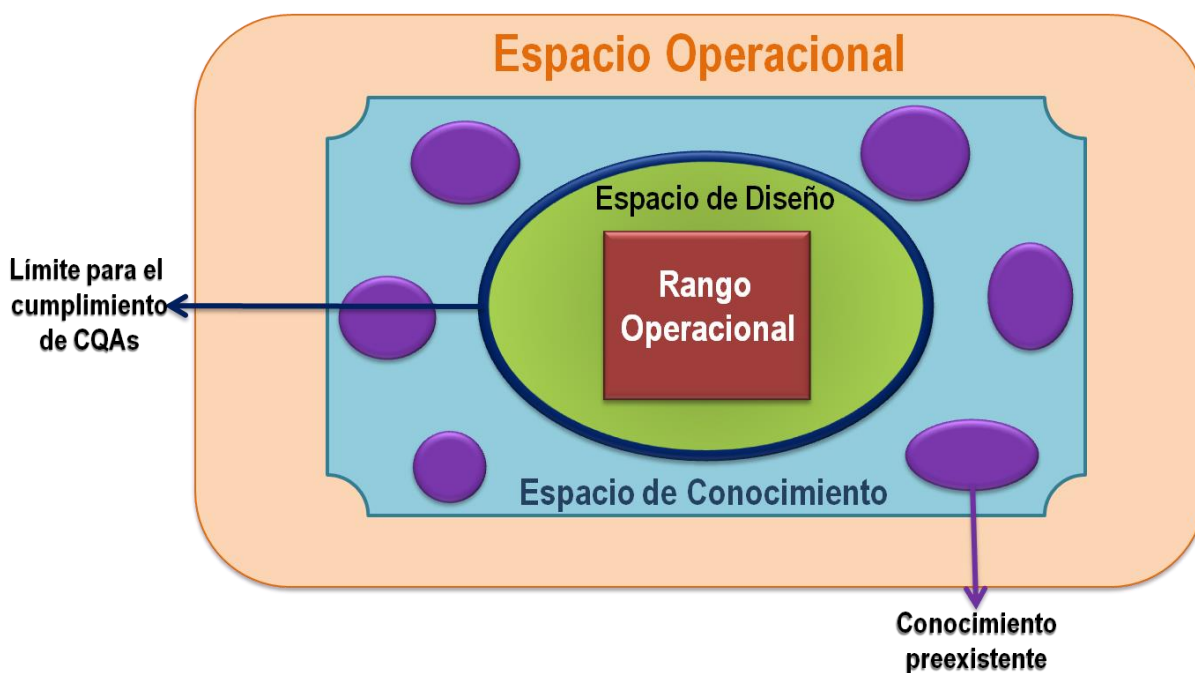 Espacio Operacional
Espacio de Diseño
Rango
Operacional
Límite para el
cumplimiento
de CQAs
Espacio de Conocimiento
Conocimiento
preexistente